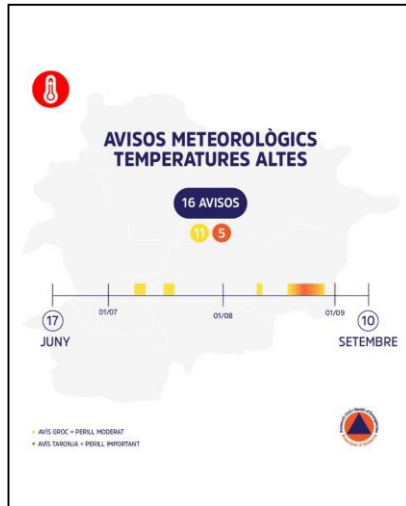 AVISOS METEOROLÒGICS
TEMPERATURES ALTES
16 AVISOS
11 5
01/07 01/08 01/09
17 10
JUNY SETEMBRE
AVÍS GROC = PERILL MODERAT
AVÍS TARONJA = PERILL IMPORTANT